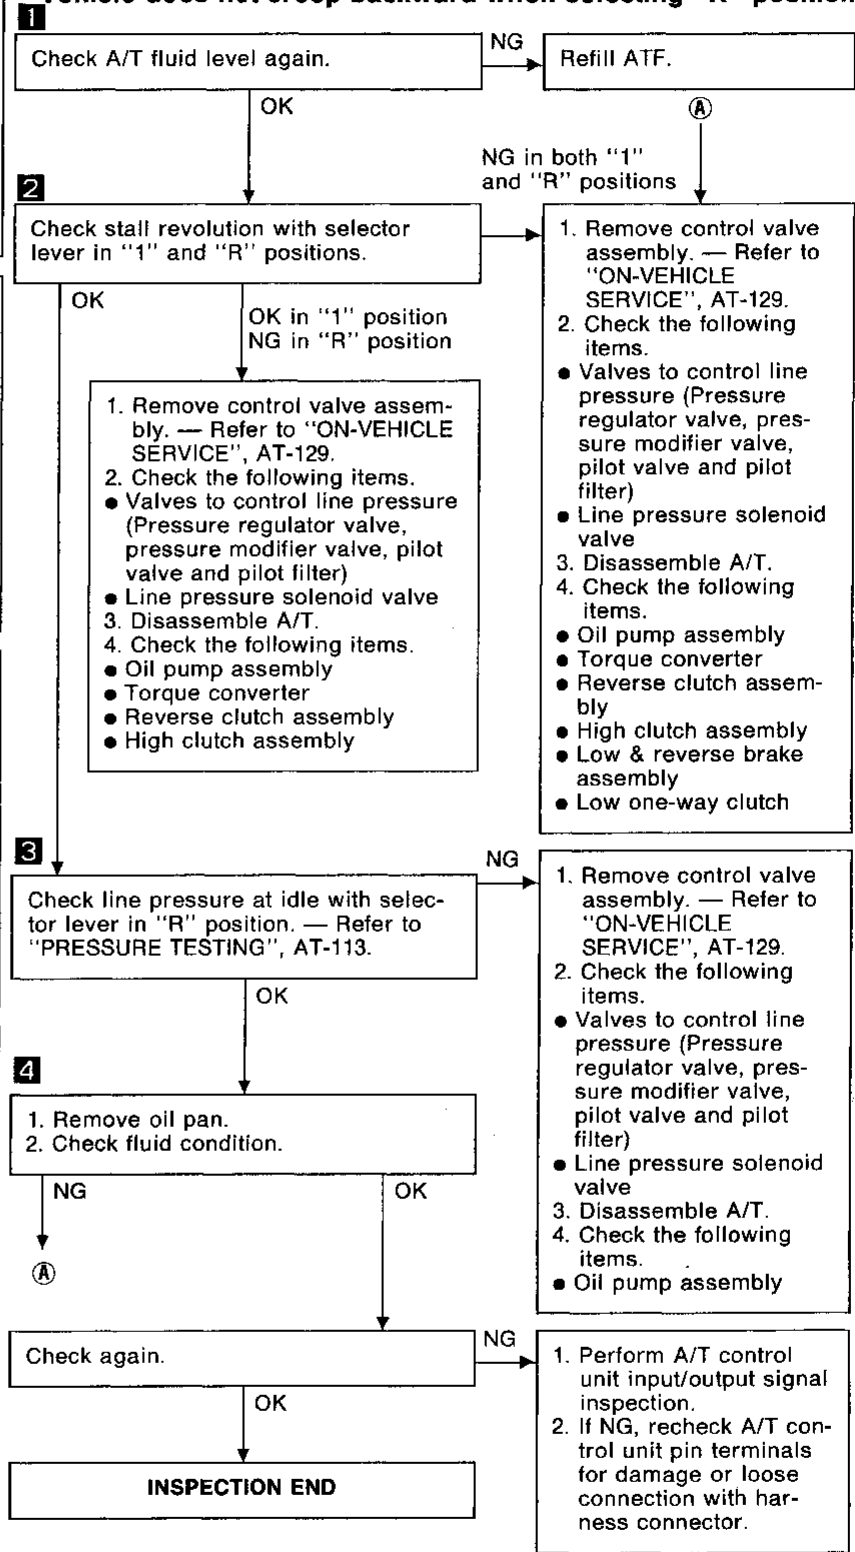 Vehicle does not creep backward when selecting "R" position
1
Check A/T fluid level again.
NG
Refill ATF.
OK
A
NG in both "1"
and "R" positions
2
Check stall revolution with selector
lever in "1" and "R" positions.
OK
OK in "1" position
NG in "R" position
1. Remove control valve assem-
bly. — Refer to "ON-VEHICLE
SERVICE", AT-129.
2. Check the following items.
● Valves to control line pressure
(Pressure regulator valve,
pressure modifier valve, pilot
valve and pilot filter)
● Line pressure solenoid valve
3. Disassemble A/T.
4. Check the following items.
● Oil pump assembly
● Torque converter
● Reverse clutch assembly
● High clutch assembly
1. Remove control valve
assembly. — Refer to
"ON-VEHICLE
SERVICE", AT-129.
2. Check the following
items.
● Valves to control line
pressure (Pressure
regulator valve, pres-
sure modifier valve,
pilot valve and pilot
filter)
● Line pressure solenoid
valve
3. Disassemble A/T.
4. Check the following
items.
● Oil pump assembly
● Torque converter
● Reverse clutch assem-
bly
● High clutch assembly
● Low & reverse brake
assembly
● Low one-way clutch
3
Check line pressure at idle with selec-
tor lever in "R" position. — Refer to
"PRESSURE TESTING", AT-113.
NG
1. Remove control valve
assembly. — Refer to
"ON-VEHICLE
SERVICE", AT-129.
2. Check the following
items.
● Valves to control line
pressure (Pressure
regulator valve, pres-
sure modifier valve,
pilot valve and pilot
filter)
● Line pressure solenoid
valve
3. Disassemble A/T.
4. Check the following
items.
● Oil pump assembly
OK
4
1. Remove oil pan.
2. Check fluid condition.
NG
OK
A
Check again.
NG
1. Perform A/T control
unit input/output signal
inspection.
2. If NG, recheck A/T con-
trol unit pin terminals
for damage or loose
connection with har-
ness connector.
OK
INSPECTION END